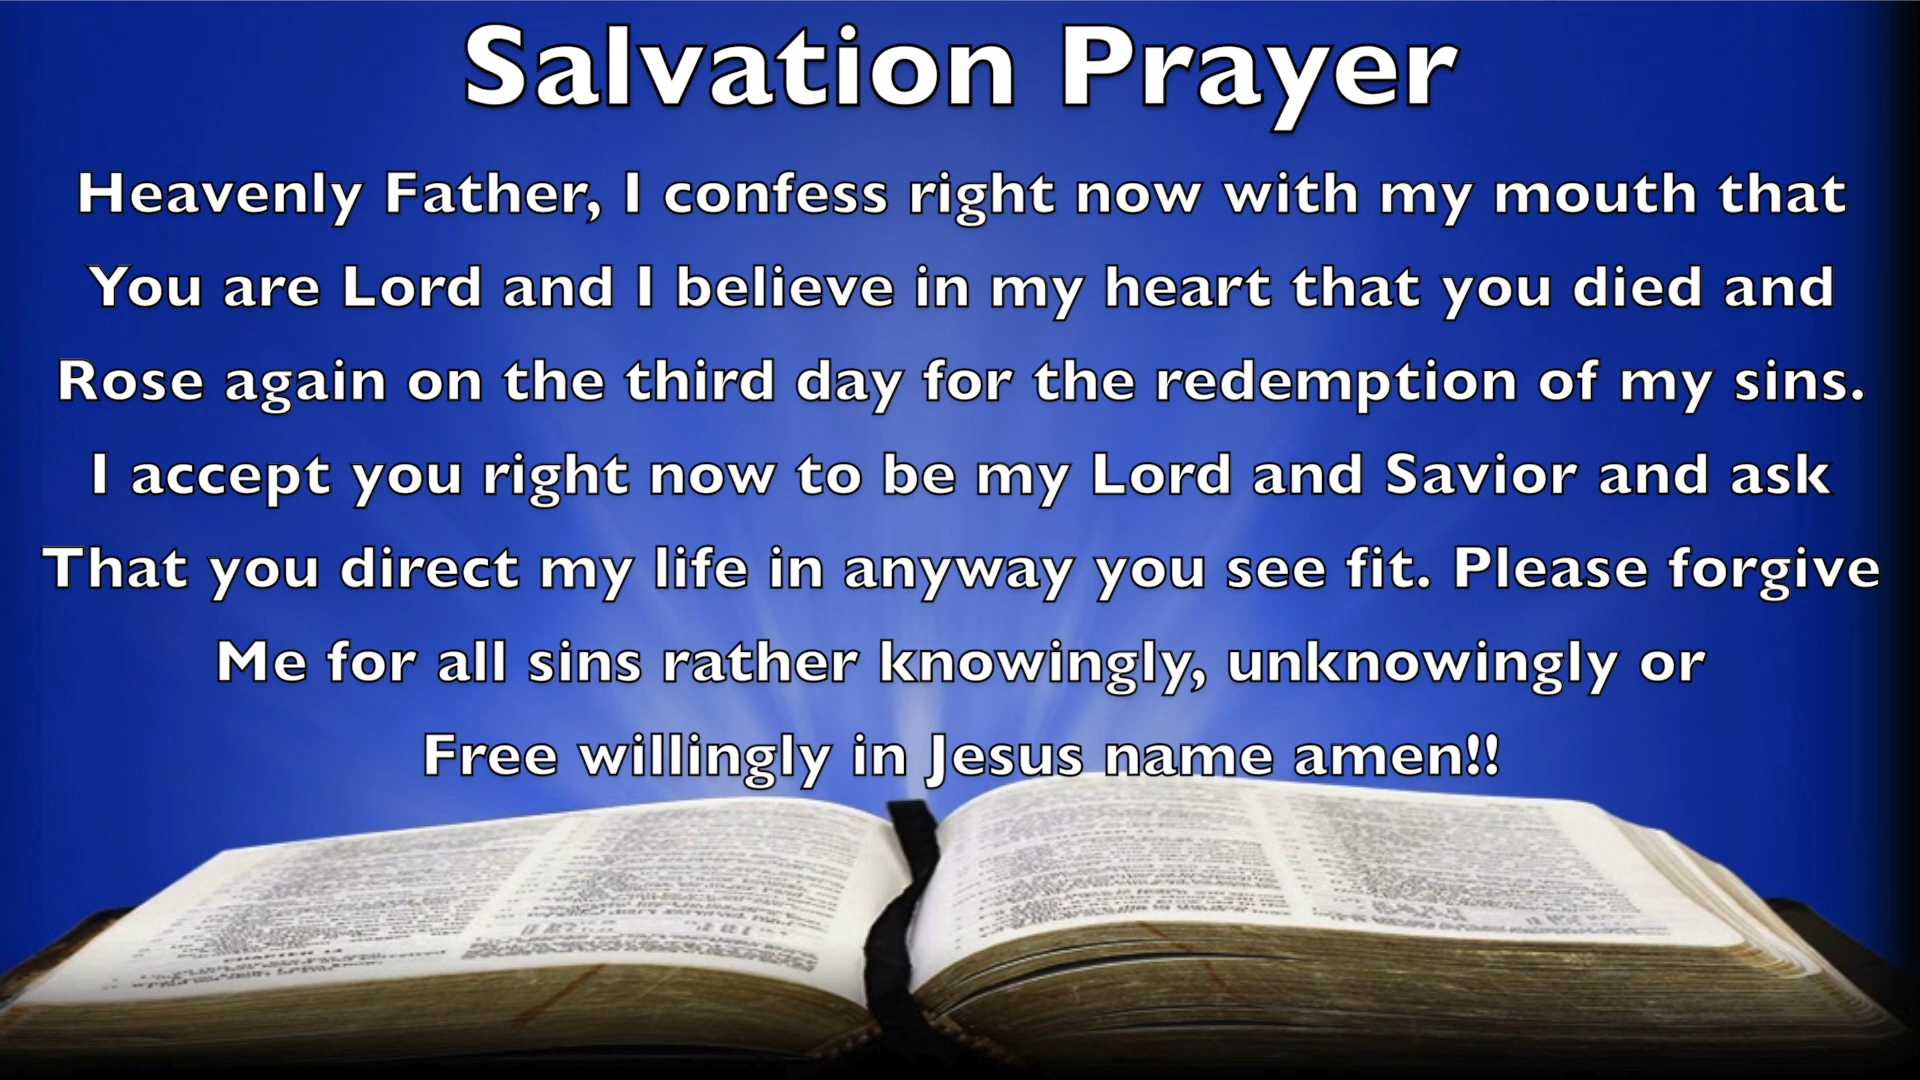 Salvation Prayer
Heavenly Father, I confess right now with my mouth that
You are Lord and I believe in my heart that you died and
Rose again on the third day for the redemption of my sins.
I accept you right now to be my Lord and Savior and ask
That you direct my life in anyway you see fit. Please forgive
Me for all sins rather knowingly, unknowingly or
Free willingly in Jesus name amen!!